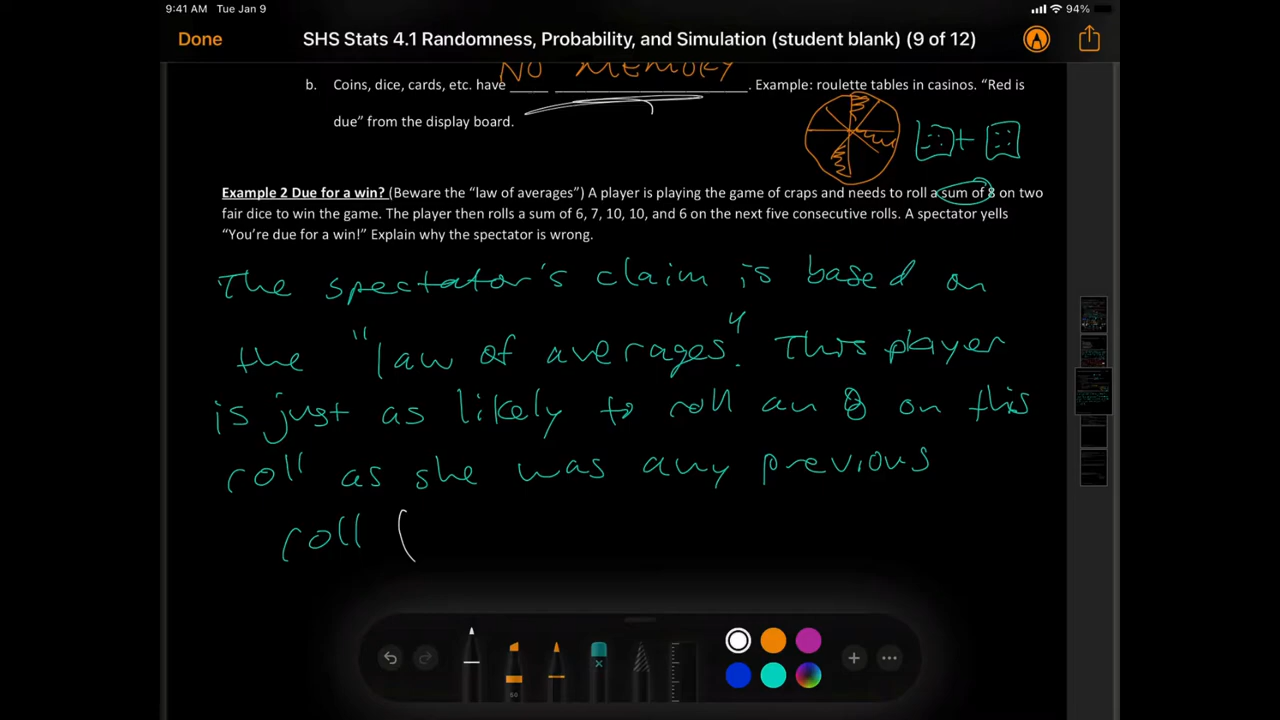 9:41 AM Tue Jan 9 94%
Done SHS Stats 4.1 Randomness, Probability, and Simulation (student blank) (9 of 12)
NO MEMORY
b. Coins, dice, cards, etc. have _____ ______________________. Example: roulette tables in casinos. “Red is
due” from the display board.
Example 2 Due for a win? (Beware the “law of averages”) A player is playing the game of craps and needs to roll a sum of 8 on two
fair dice to win the game. The player then rolls a sum of 6, 7, 10, 10, and 6 on the next five consecutive rolls. A spectator yells
“You’re due for a win!” Explain why the spectator is wrong.
The spectator's claim is based on
the "law of averages". This player
is just as likely to roll an 8 on this
roll as she was any previous
roll (
50